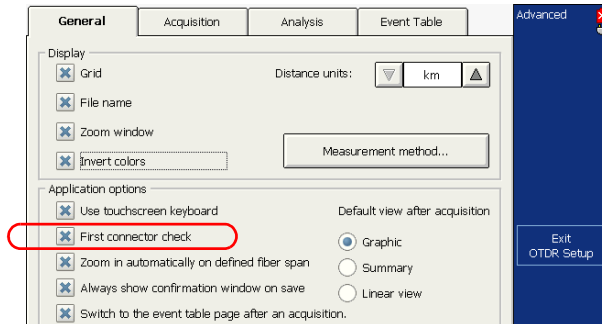 General Acquisition Analysis Event Table Advanced
Display
Grid Distance units: km
File name
Zoom window
Measurement method...
Invert colors
Application options
Use touchscreen keyboard Default view after acquisition
First connector check
Graphic
Exit
OTDR Setup
Zoom in automatically on defined fiber span Summary
Always show confirmation window on save Linear view
Switch to the event table page after an acquisition.